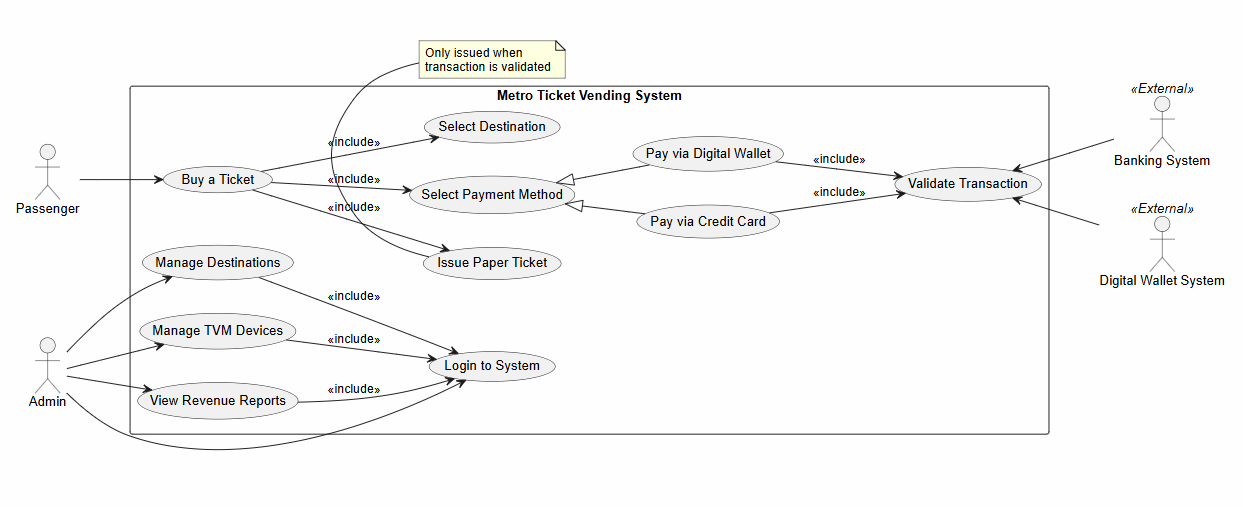 Only issued when
transaction is validated
Metro Ticket Vending System
«External»
Banking System
Select Destination
«include»
Pay via Digital Wallet
«include»
Passenger
Buy a Ticket
«include»
Select Payment Method
«include»
Validate Transaction
«include»
Pay via Credit Card
«External»
Digital Wallet System
Manage Destinations
Issue Paper Ticket
«include»
Manage TVM Devices
«include»
Login to System
Admin
View Revenue Reports
«include»